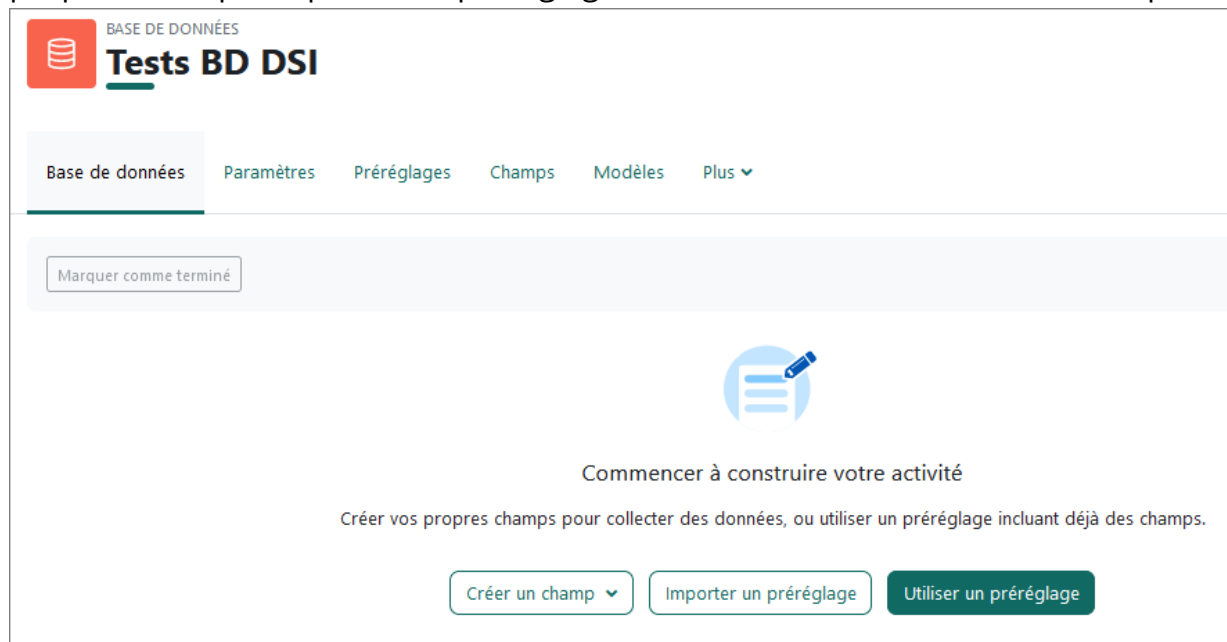 BASE DE DONNÉES
Tests BD DSI
Base de données Paramètres Préréglages Champs Modèles Plus
Marquer comme terminé
Commencer à construire votre activité
Créer vos propres champs pour collecter des données, ou utiliser un préréglage incluant déjà des champs.
Créer un champ Importer un préréglage Utiliser un préréglage